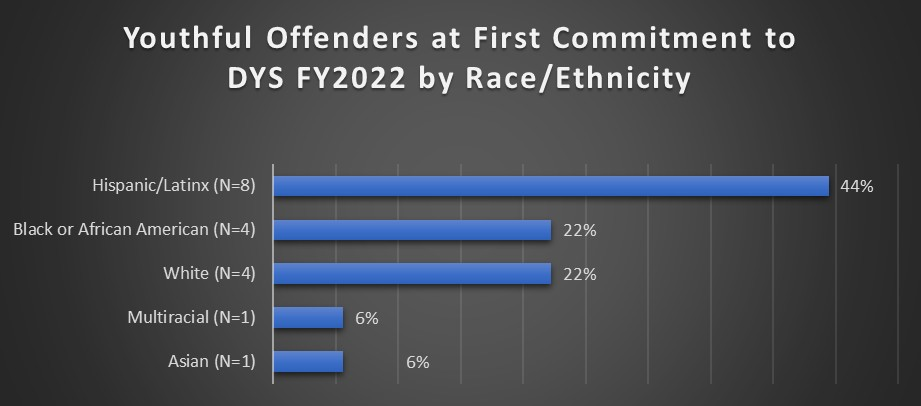 Youthful Offenders at First Commitment to
DYS FY2022 by Race/Ethnicity
Hispanic/Latinx (N=8) 44%
Black or African American (N=4) 22%
White (N=4) 22%
Multiracial (N=1) 6%
Asian (N=1) 6%